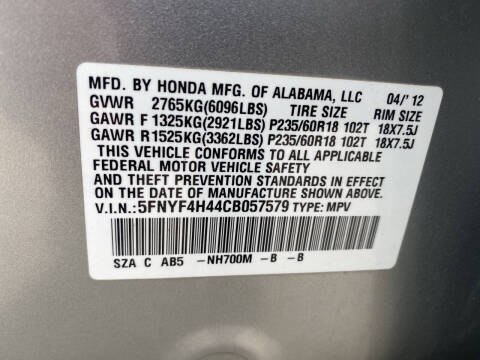 MFD. BY HONDA MFG. OF ALABAMA, LLC 04/'12
GVWR 2765KG(6096LBS) TIRE SIZE RIM SIZE
GAWR F 1325KG(2921LBS) P235/60R18 102T 18X7.5J
GAWR R 1525KG(3362LBS) P235/60R18 102T 18X7.5J
THIS VEHICLE CONFORMS TO ALL APPLICABLE
FEDERAL MOTOR VEHICLE SAFETY
AND THEFT PREVENTION STANDARDS IN EFFECT
ON THE DATE OF MANUFACTURE SHOWN ABOVE.
V.I.N.:5FNYF4H44CB057579 TYPE: MPV
SZA C AB5 -NH700M -B -B